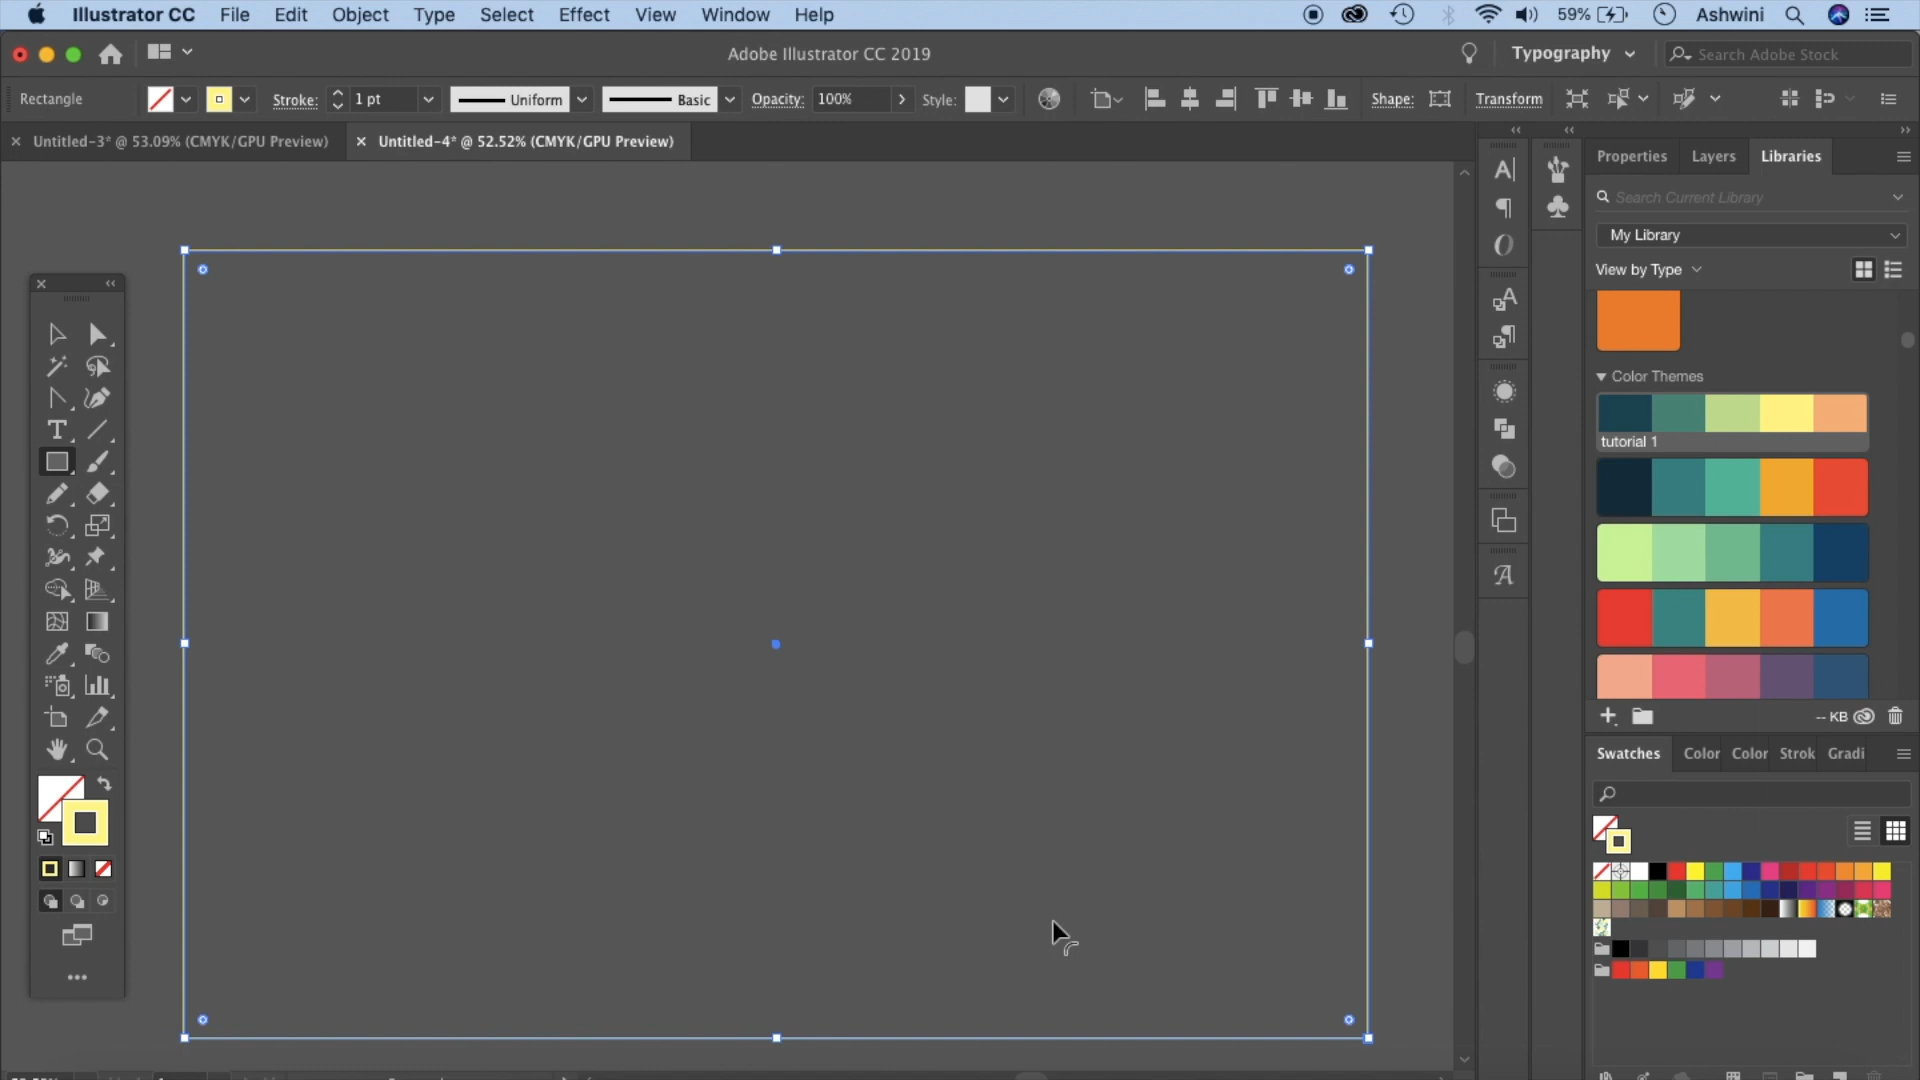 Illustrator CC File Edit Object Type Select Effect View Window Help 59% Ashwini
Adobe Illustrator CC 2019 Typography Search Adobe Stock
Rectangle Stroke: 1 pt Uniform Basic Opacity: 100% Style: Shape: Transform
Untitled-3* @ 53.09% (CMYK/GPU Preview) Untitled-4* @ 52.52% (CMYK/GPU Preview)
Properties Layers Libraries
Search Current Library
My Library
View by Type
Color Themes
tutorial 1
-- KB
Swatches Color Color Strok Gradi